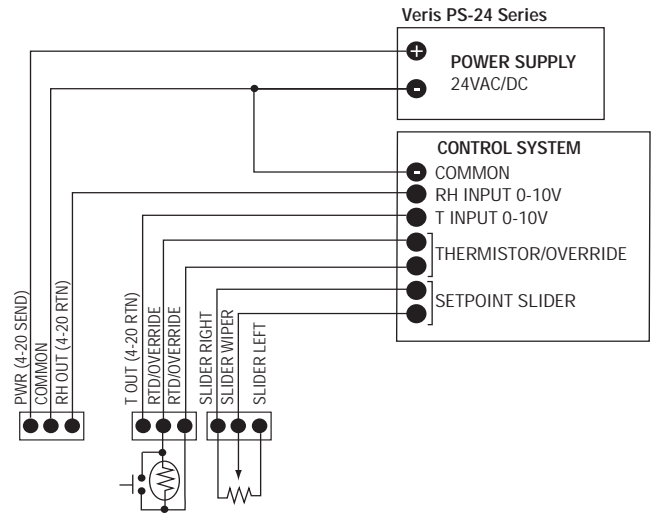 Veris PS-24 Series
+
POWER SUPPLY
-
24VAC/DC
CONTROL SYSTEM
-
COMMON
RH INPUT 0-10V
T INPUT 0-10V
THERMISTOR/OVERRIDE
SETPOINT SLIDER
PWR (4-20 SEND)
COMMON
RH OUT (4-20 RTN)
T OUT (4-20 RTN)
RTD/OVERRIDE
RTD/OVERRIDE
SLIDER RIGHT
SLIDER WIPER
SLIDER LEFT